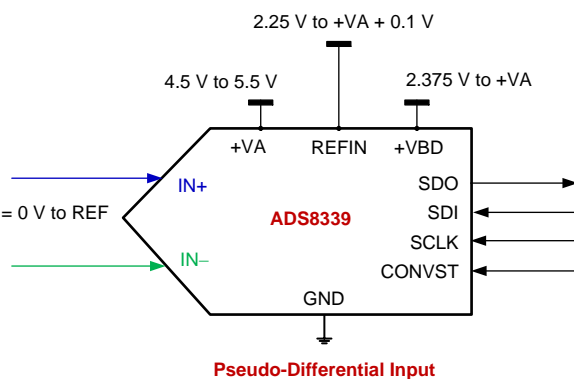 2.25 V to +VA + 0.1 V
4.5 V to 5.5 V
2.375 V to +VA
+VA
REFIN
+VBD
IN+
SDO
= 0 V to REF
ADS8339
SDI
SCLK
IN−
CONVST
GND
Pseudo-Differential Input